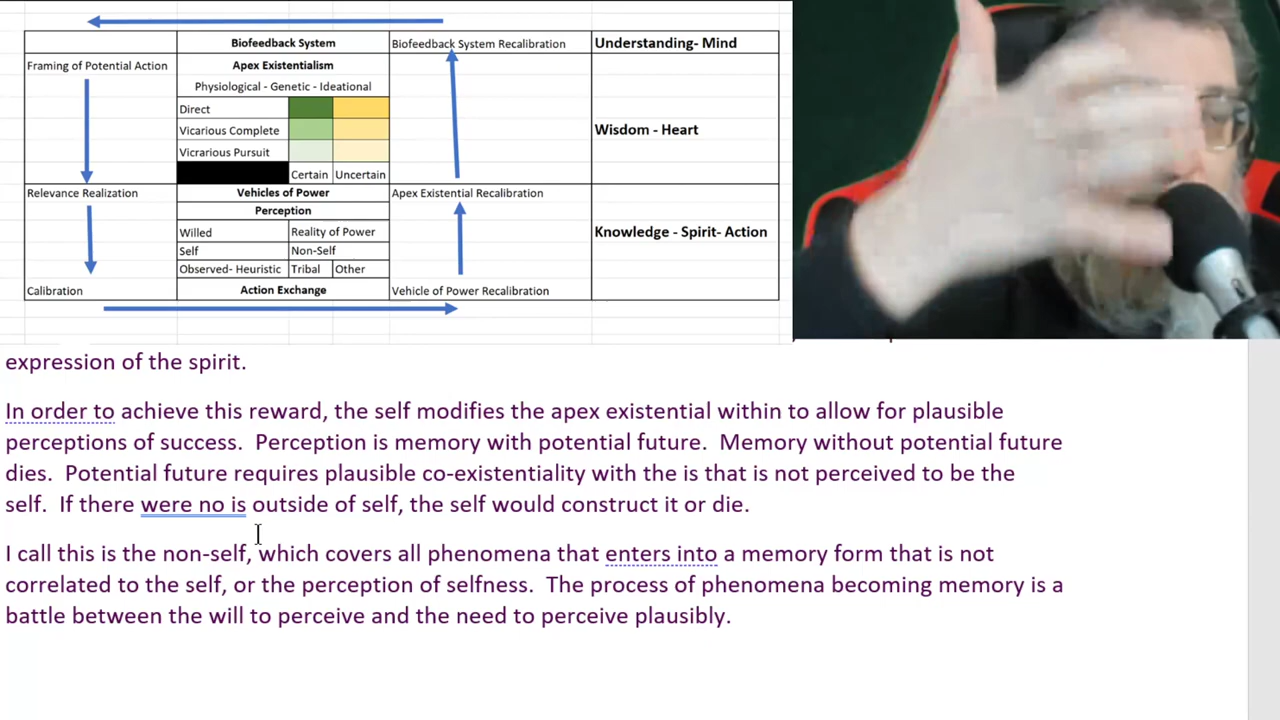 Biofeedback System
Biofeedback System Recalibration
Understanding- Mind
Framing of Potential Action
Apex Existentialism
Physiological - Genetic - Ideational
Direct
Vicarious Complete
Wisdom - Heart
Vicrarious Pursuit
Certain
Uncertain
Relevance Realization
Vehicles of Power
Apex Existential Recalibration
Perception
Willed
Reality of Power
Knowledge - Spirit- Action
Self
Non-Self
Observed- Heuristic
Tribal
Other
Calibration
Action Exchange
Vehicle of Power Recalibration
expression of the spirit.
In order to achieve this reward, the self modifies the apex existential within to allow for plausible
perceptions of success.  Perception is memory with potential future.  Memory without potential future
dies.  Potential future requires plausible co-existentiality with the is that is not perceived to be the
self.  If there were no is outside of self, the self would construct it or die.
I call this is the non-self, which covers all phenomena that enters into a memory form that is not
correlated to the self, or the perception of selfness.  The process of phenomena becoming memory is a
battle between the will to perceive and the need to perceive plausibly.